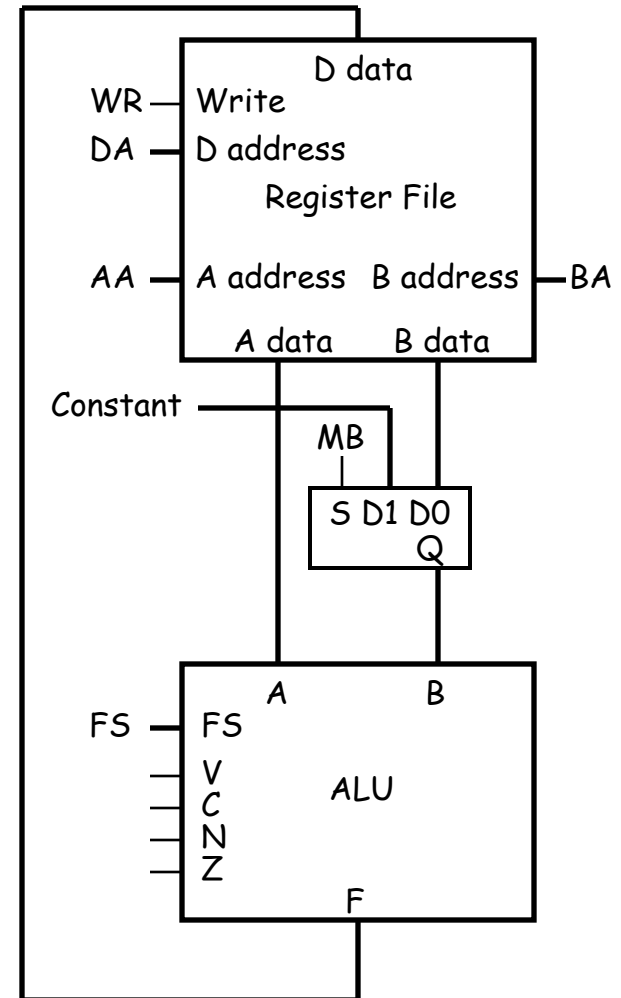 D data
WR Write
DA D address
Register File
AA A address B address BA
A data B data
Constant
MB
S D1 D0
Q
A B
FS FS
V
ALU
C
N
Z
F